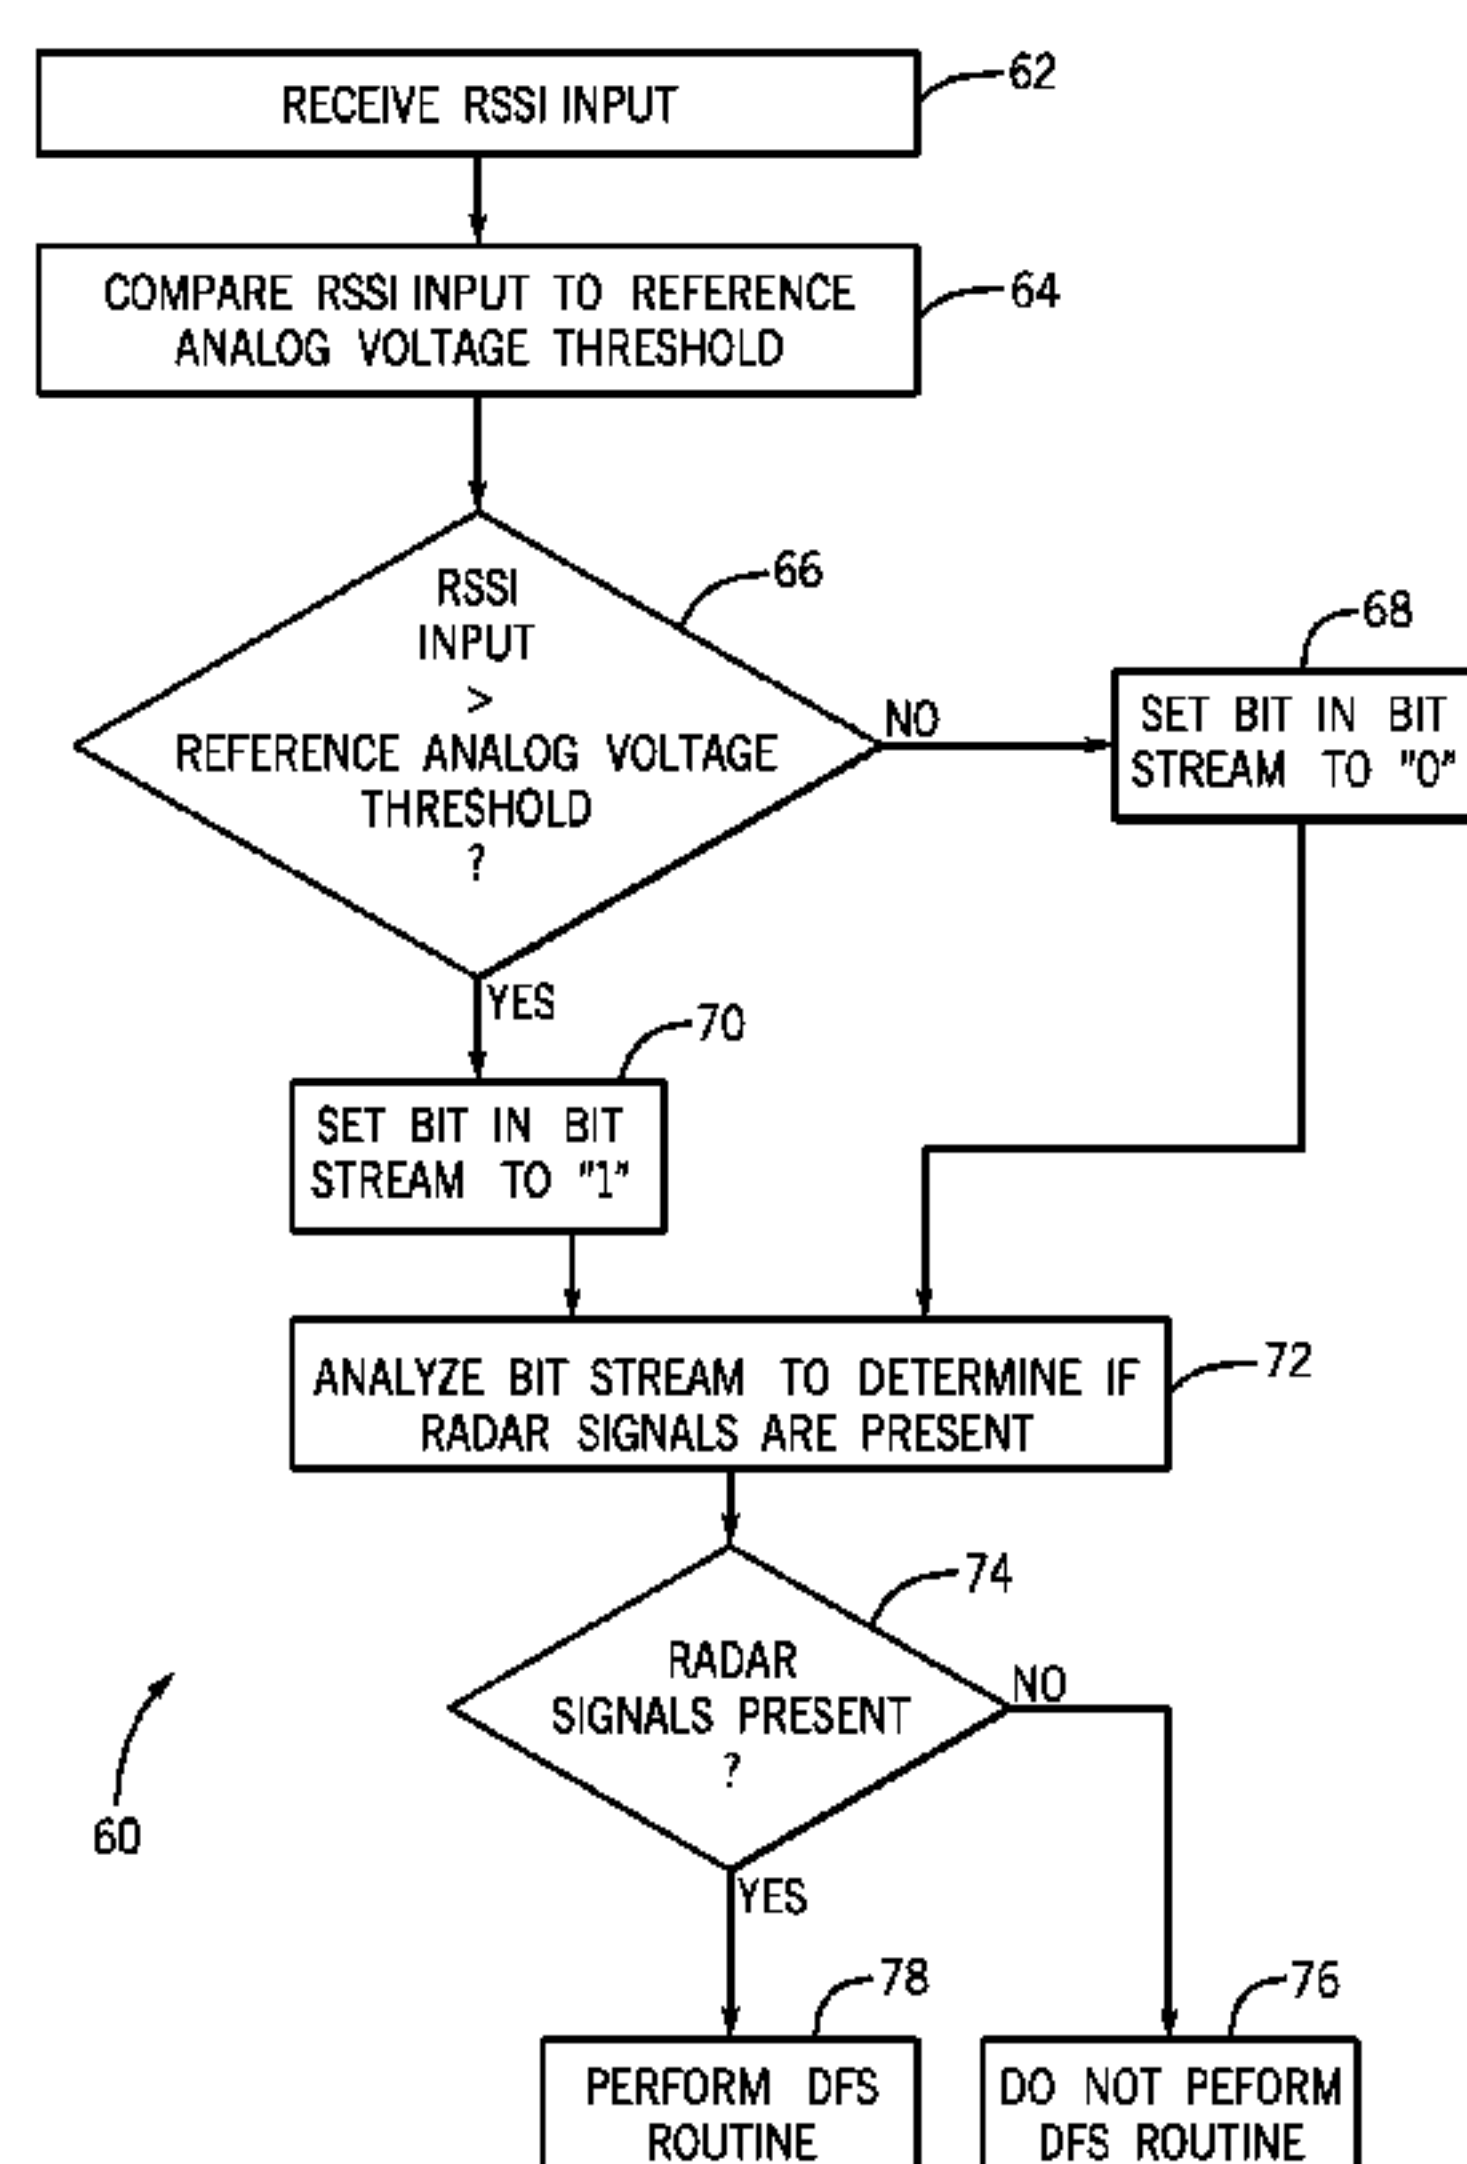 RECEIVE RSSI INPUT
62
COMPARE RSSI INPUT TO REFERENCE
ANALOG VOLTAGE THRESHOLD
64
RSSI
INPUT
>
REFERENCE ANALOG VOLTAGE
THRESHOLD
?
66
NO
68
SET BIT IN BIT
STREAM TO "0"
YES
70
SET BIT IN BIT
STREAM TO "1"
ANALYZE BIT STREAM TO DETERMINE IF
RADAR SIGNALS ARE PRESENT
72
74
RADAR
SIGNALS PRESENT
?
NO
60
YES
78
76
PERFORM DFS
ROUTINE
DO NOT PEFORM
DFS ROUTINE